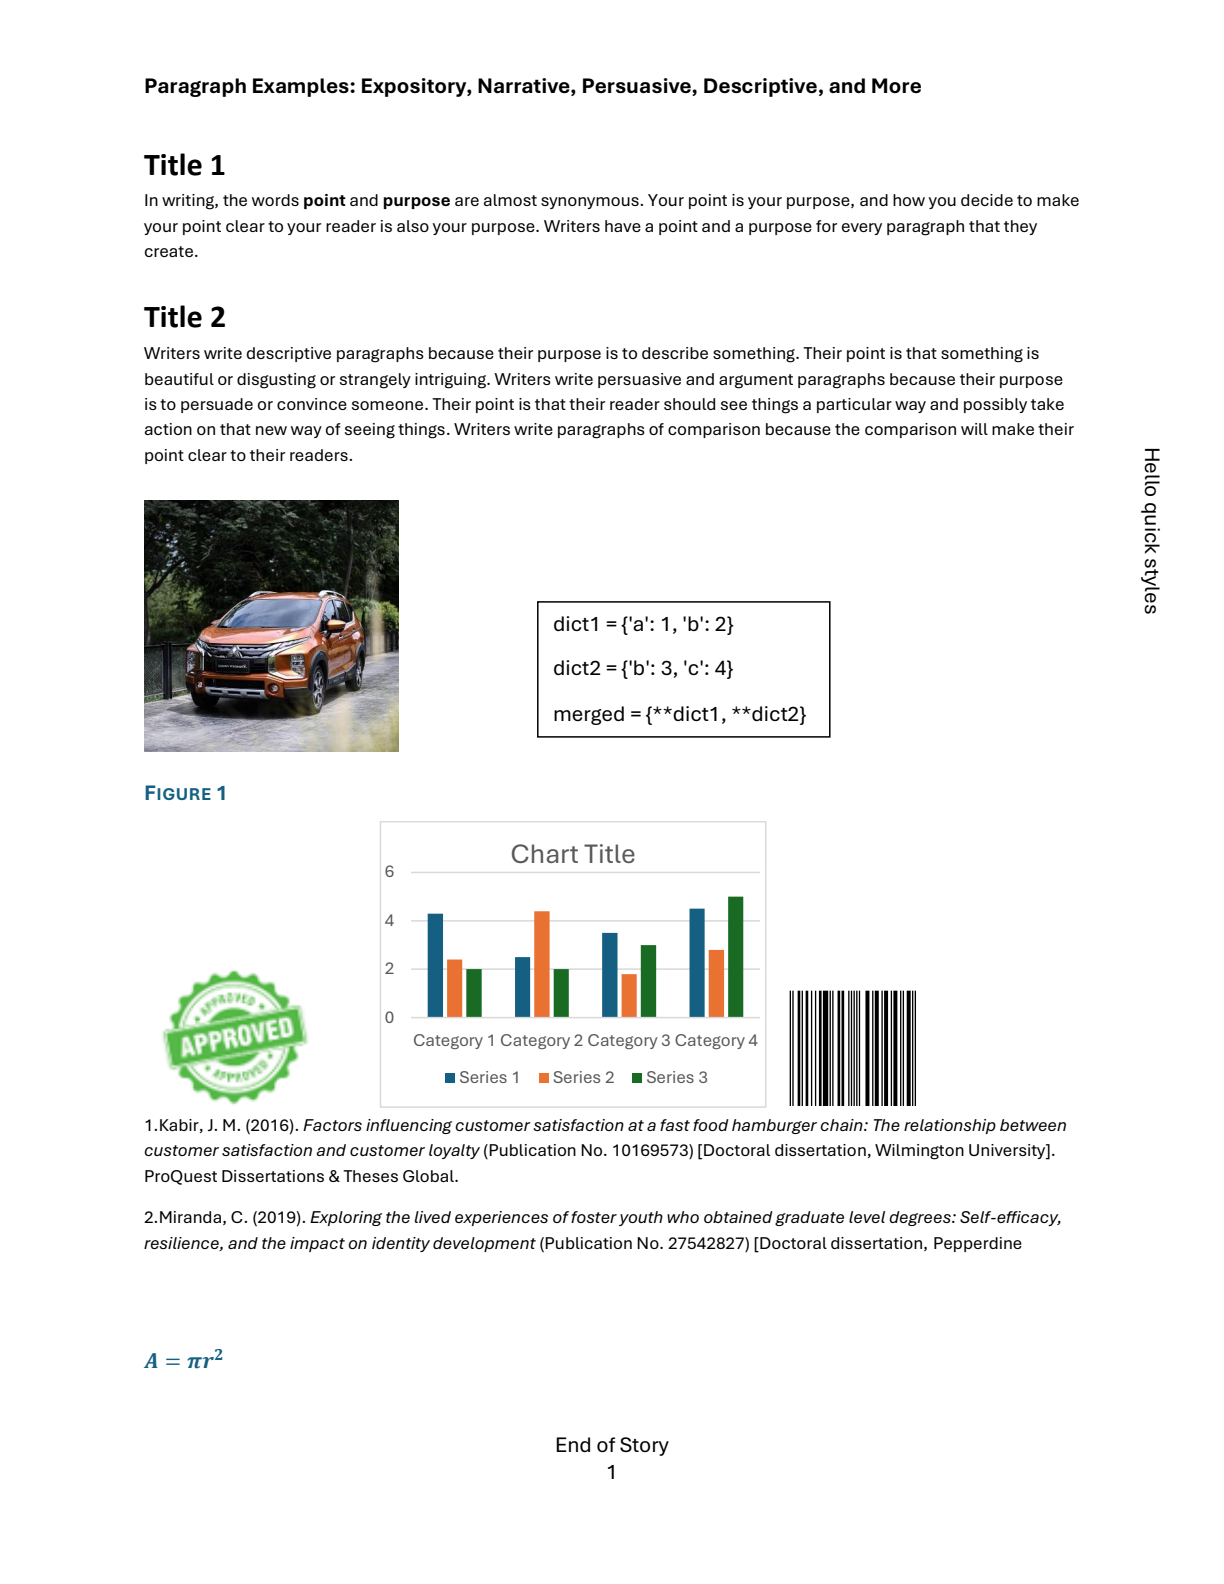 Paragraph Examples: Expository, Narrative, Persuasive, Descriptive, and More
Title 1
In writing, the words point and purpose are almost synonymous. Your point is your purpose, and how you decide to make
your point clear to your reader is also your purpose. Writers have a point and a purpose for every paragraph that they
create.
Title 2
Writers write descriptive paragraphs because their purpose is to describe something. Their point is that something is
beautiful or disgusting or strangely intriguing. Writers write persuasive and argument paragraphs because their purpose
is to persuade or convince someone. Their point is that their reader should see things a particular way and possibly take
action on that new way of seeing things. Writers write paragraphs of comparison because the comparison will make their
point clear to their readers.
Hello quick styles
dict1 = {'a': 1, 'b': 2}
dict2 = {'b': 3, 'c': 4}
merged = {**dict1, **dict2}
FIGURE 1
APPROVED
APPROVED
APPROVED
Chart Title
6
4
2
0
Category 1 Category 2 Category 3 Category 4
Series 1 Series 2 Series 3
1.Kabir, J. M. (2016). Factors influencing customer satisfaction at a fast food hamburger chain: The relationship between
customer satisfaction and customer loyalty (Publication No. 10169573) [Doctoral dissertation, Wilmington University].
ProQuest Dissertations & Theses Global.
2.Miranda, C. (2019). Exploring the lived experiences of foster youth who obtained graduate level degrees: Self-efficacy,
resilience, and the impact on identity development (Publication No. 27542827) [Doctoral dissertation, Pepperdine
A = πr²
End of Story
1